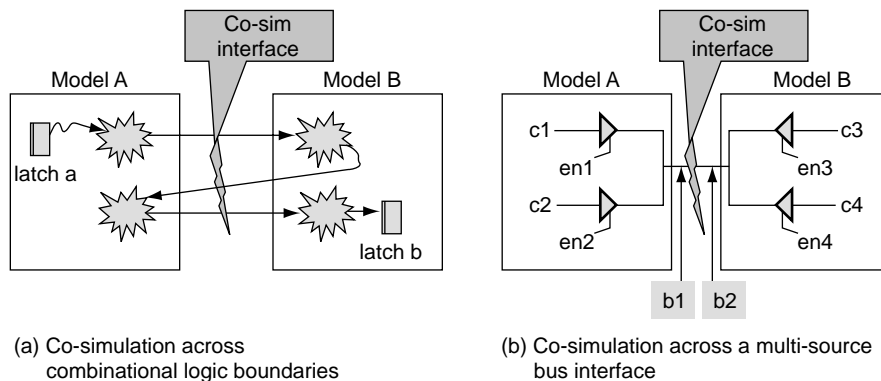 Co-sim
interface
Model A
Model B
latch a
latch b
(a) Co-simulation across
combinational logic boundaries
Co-sim
interface
Model A
Model B
c1
en1
c2
en2
c3
en3
c4
en4
b1
b2
(b) Co-simulation across a multi-source
bus interface